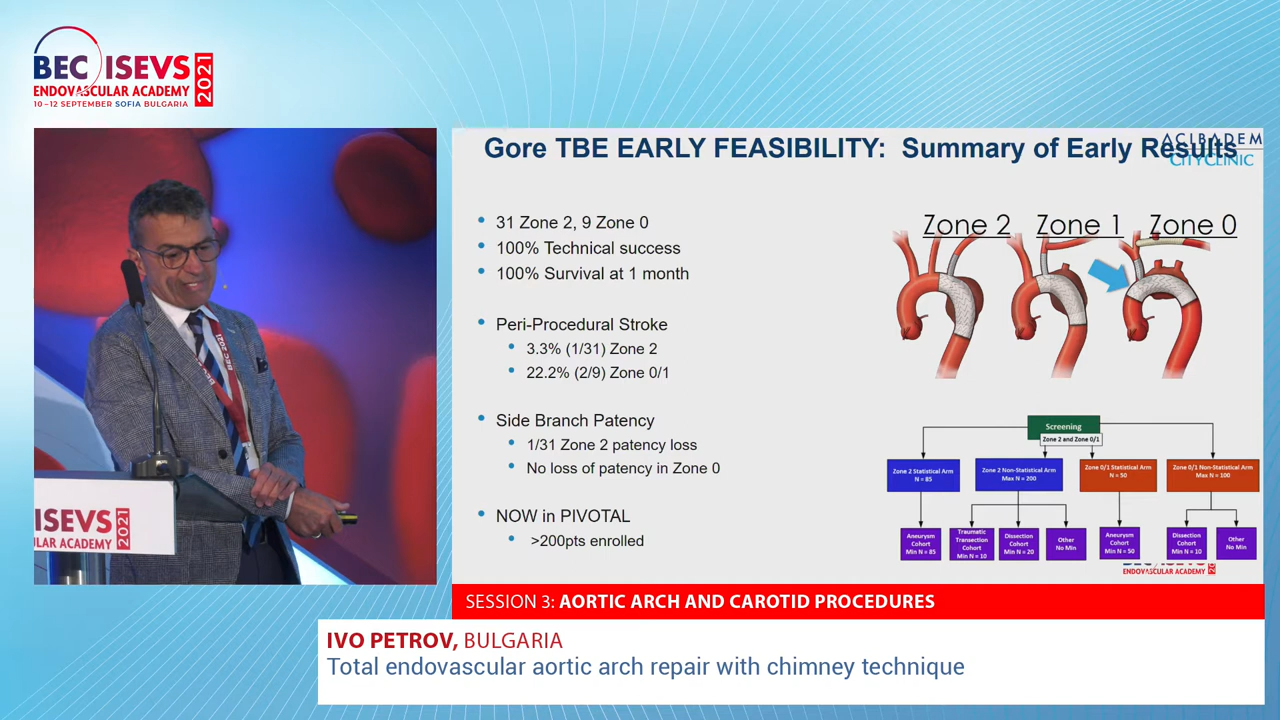 BEC ISEVS 2021
ENDOVASCULAR ACADEMY
10 – 12 SEPTEMBER SOFIA BULGARIA
BEC 2021
ISEVS 2021
LAR ACADEMY
Gore TBE EARLY FEASIBILITY: Summary of Early Results
ACIBADEM
CITYCLINIC
• 31 Zone 2, 9 Zone 0
• 100% Technical success
• 100% Survival at 1 month
• Peri-Procedural Stroke
• 3.3% (1/31) Zone 2
• 22.2% (2/9) Zone 0/1
• Side Branch Patency
• 1/31 Zone 2 patency loss
• No loss of patency in Zone 0
• NOW in PIVOTAL
• >200pts enrolled
Zone 2 Zone 1 Zone 0
Screening
Zone 2 and Zone 0/1
Zone 2 Statistical Arm
N = 85
Zone 2 Non-Statistical Arm
Max N = 200
Zone 0/1 Statistical Arm
N = 50
Zone 0/1 Non-Statistical Arm
Max N = 100
Aneurysm
Cohort
Min N = 85
Traumatic
Transection
Cohort
Min N = 10
Dissection
Cohort
Min N = 20
Other
No Min
Aneurysm
Cohort
Min N = 50
Dissection
Cohort
Min N = 10
Other
No Min
ENDOVASCULAR ACADEMY
SESSION 3: AORTIC ARCH AND CAROTID PROCEDURES
IVO PETROV, BULGARIA
Total endovascular aortic arch repair with chimney technique